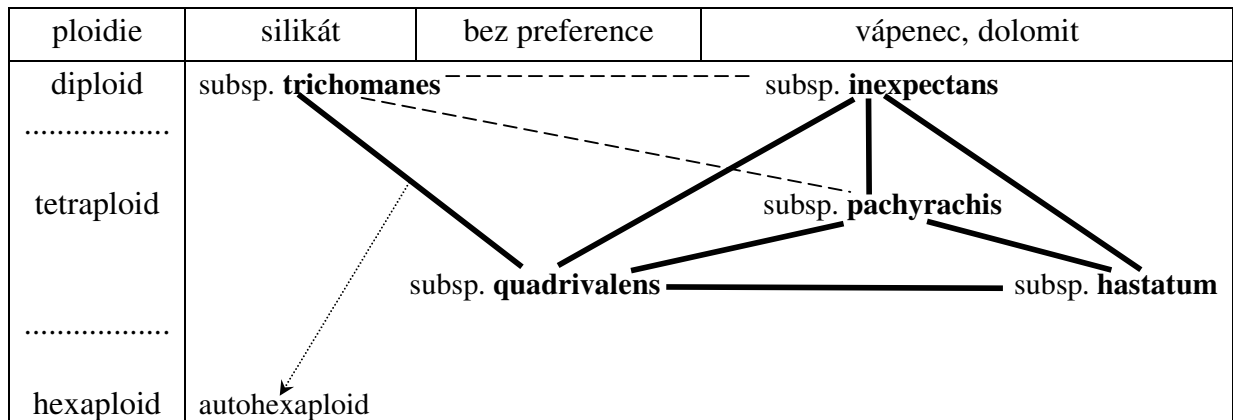 ploidie silikát bez preference vápenec, dolomit
diploid subsp. trichomanes subsp. inexpectans
..................
tetraploid subsp. pachyrachis
subsp. quadrivalens subsp. hastatum
..................
hexaploid autohexaploid